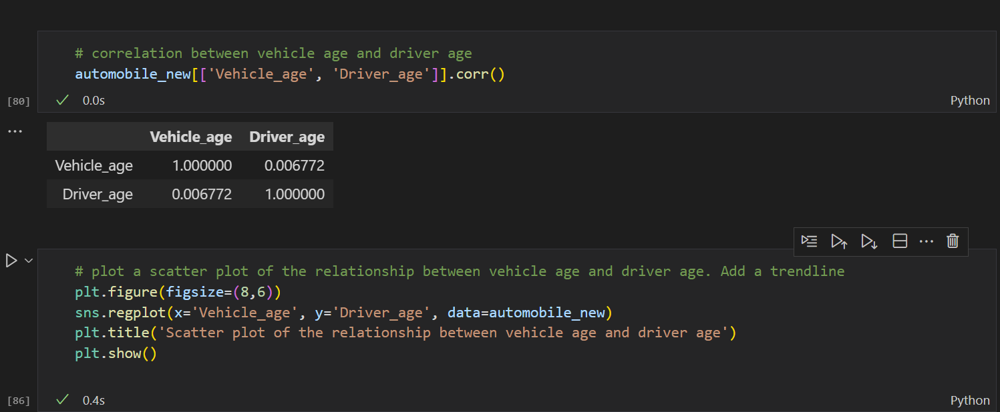 # correlation between vehicle age and driver age
automobile_new[['Vehicle_age', 'Driver_age']].corr()
[80]
0.0s
Python
...
Vehicle_age Driver_age
Vehicle_age 1.000000 0.006772
Driver_age 0.006772 1.000000
# plot a scatter plot of the relationship between vehicle age and driver age. Add a trendline
plt.figure(figsize=(8,6))
sns.regplot(x='Vehicle_age', y='Driver_age', data=automobile_new)
plt.title('Scatter plot of the relationship between vehicle age and driver age')
plt.show()
[86]
0.4s
Python